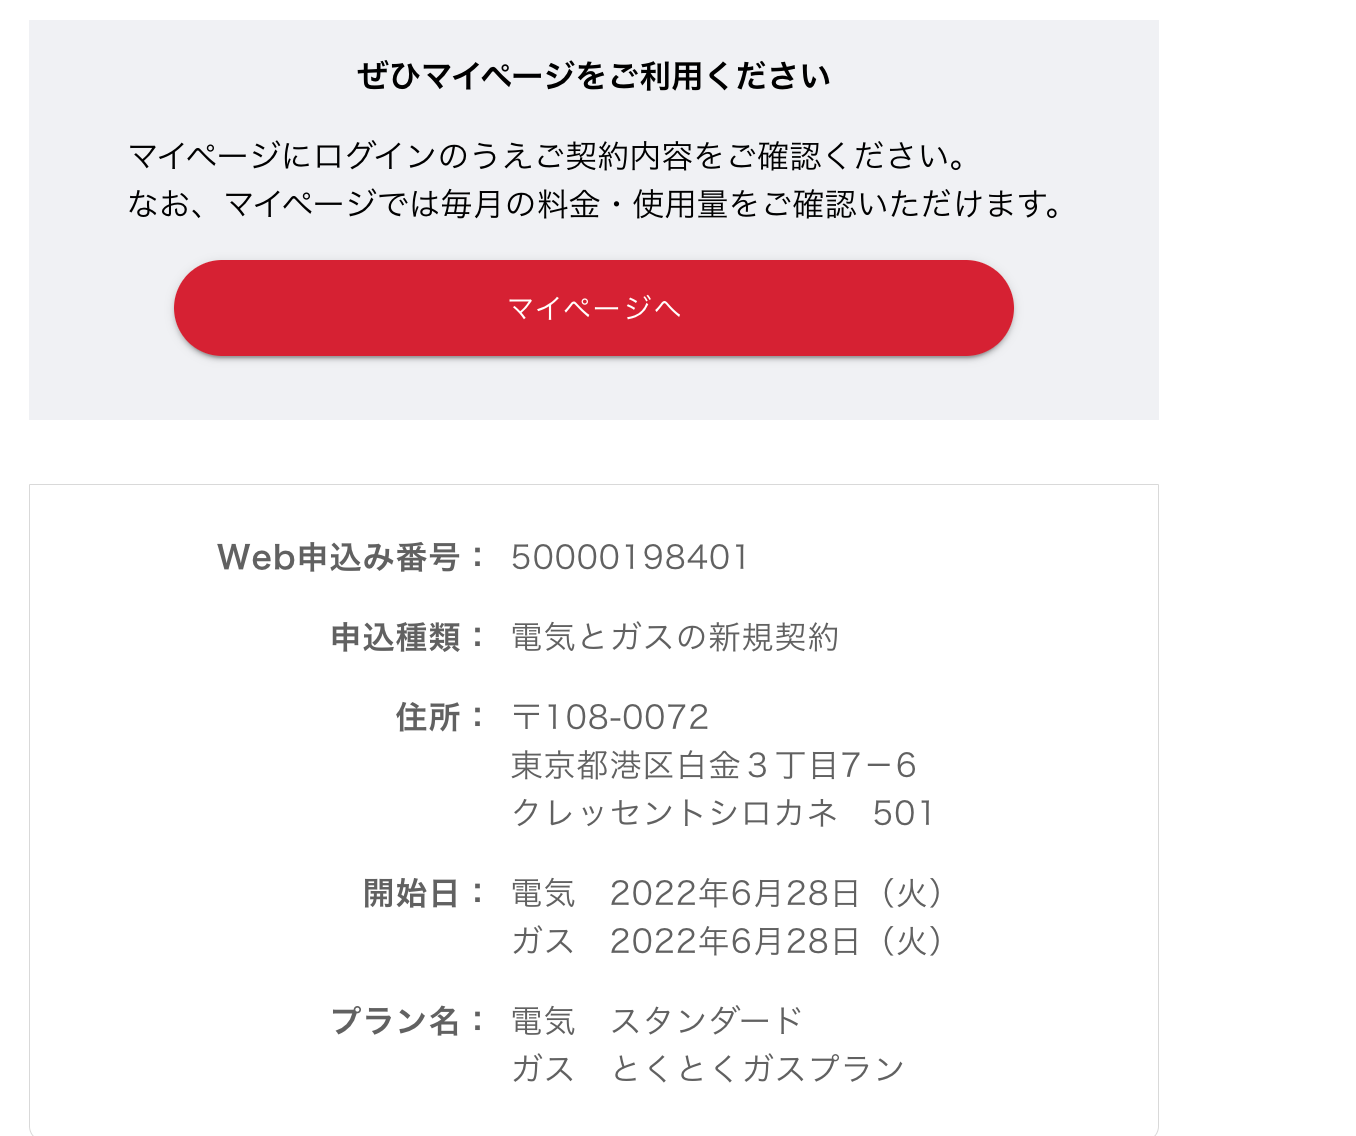 ぜひマイページをご利用ください
マイページにログインのうえご契約内容をご確認ください。
なお、マイページでは毎月の料金・使用量をご確認いただけます。
マイページへ
Web申込み番号： 50000198401
申込種類： 電気とガスの新規契約
住所： 〒108-0072
東京都港区白金３丁目7－6
クレッセントシロカネ　501
開始日： 電気　2022年6月28日（火）
ガス　2022年6月28日（火）
プラン名： 電気　スタンダード
ガス　とくとくガスプラン